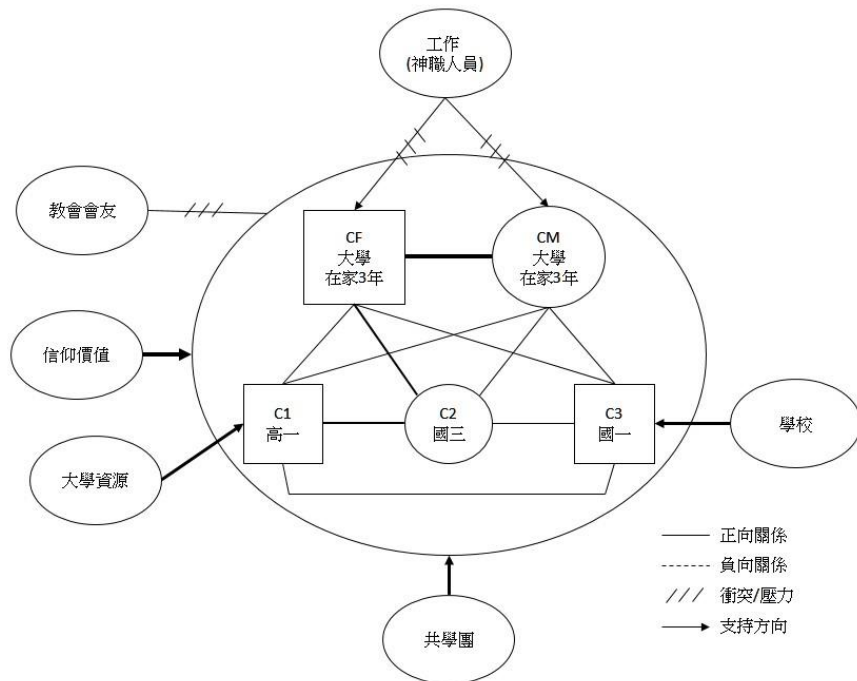 工作
(神職人員)
教會會友
CF
大學
在家3年
CM
大學
在家3年
信仰價值
C1
高一
C2
國三
C3
國一
學校
大學資源
共學團
正向關係
負向關係
衝突/壓力
支持方向